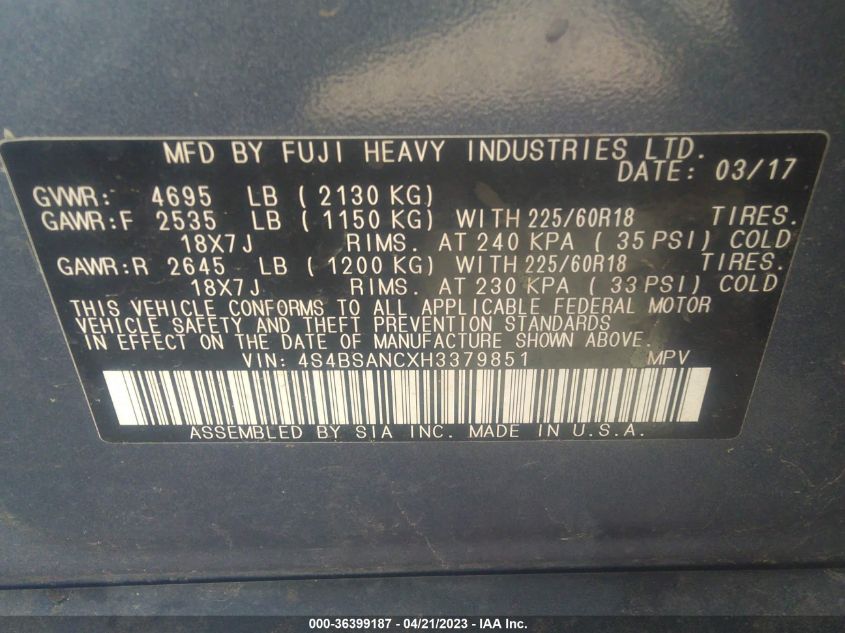 MFD BY FUJI HEAVY INDUSTRIES LTD.
DATE: 03/17
GVWR: 4695 LB ( 2130 KG)
GAWR:F 2535 LB ( 1150 KG) WITH 225/60R18 TIRES.
18X7J RIMS. AT 240 KPA ( 35 PSI) COLD
GAWR:R 2645 LB ( 1200 KG) WITH 225/60R18 TIRES.
18X7J RIMS. AT 230 KPA ( 33 PSI) COLD
THIS VEHICLE CONFORMS TO ALL APPLICABLE FEDERAL MOTOR
VEHICLE SAFETY AND THEFT PREVENTION STANDARDS
IN EFFECT ON THE DATE OF MANUFACTURE SHOWN ABOVE.
VIN: 4S4BSANCXH3379851 MPV
ASSEMBLED BY SIA INC. MADE IN U.S.A.
000-36399187 - 04/21/2023 - IAA Inc.